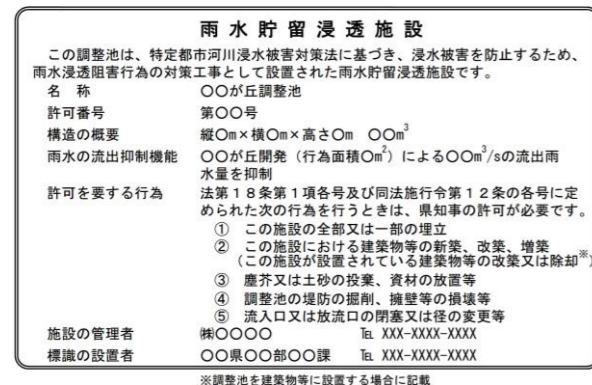 雨水貯留浸透施設
この調整池は、特定都市河川浸水被害対策法に基づき、浸水被害を防止するため、
雨水浸透阻害行為の対策工事として設置された雨水貯留浸透施設です。
名　称　〇〇が丘調整池
許可番号　第〇〇号
構造の概要　縦〇m×横〇m×高さ〇m　〇〇m³
雨水の流出抑制機能　〇〇が丘開発（行為面積〇m²）による〇〇m³/sの流出雨
水量を抑制
許可を要する行為　法第１８条第１項各号及び同法施行令第１２条の各号に定
められた次の行為を行うときは、県知事の許可が必要です。
①　この施設の全部又は一部の埋立
②　この施設における建築物等の新築、改築、増築
（この施設が設置されている建築物等の改築又は除却※）
③　塵芥又は土砂の投棄、資材の放置等
④　調整池の堤防の掘削、擁壁等の損壊等
⑤　流入口又は放流口の閉塞又は径の変更等
施設の管理者　㈱〇〇〇〇　℡ XXX-XXXX-XXXX
標識の設置者　〇〇県〇〇部〇〇課　℡ XXX-XXXX-XXXX
※調整池を建築物等に設置する場合に記載